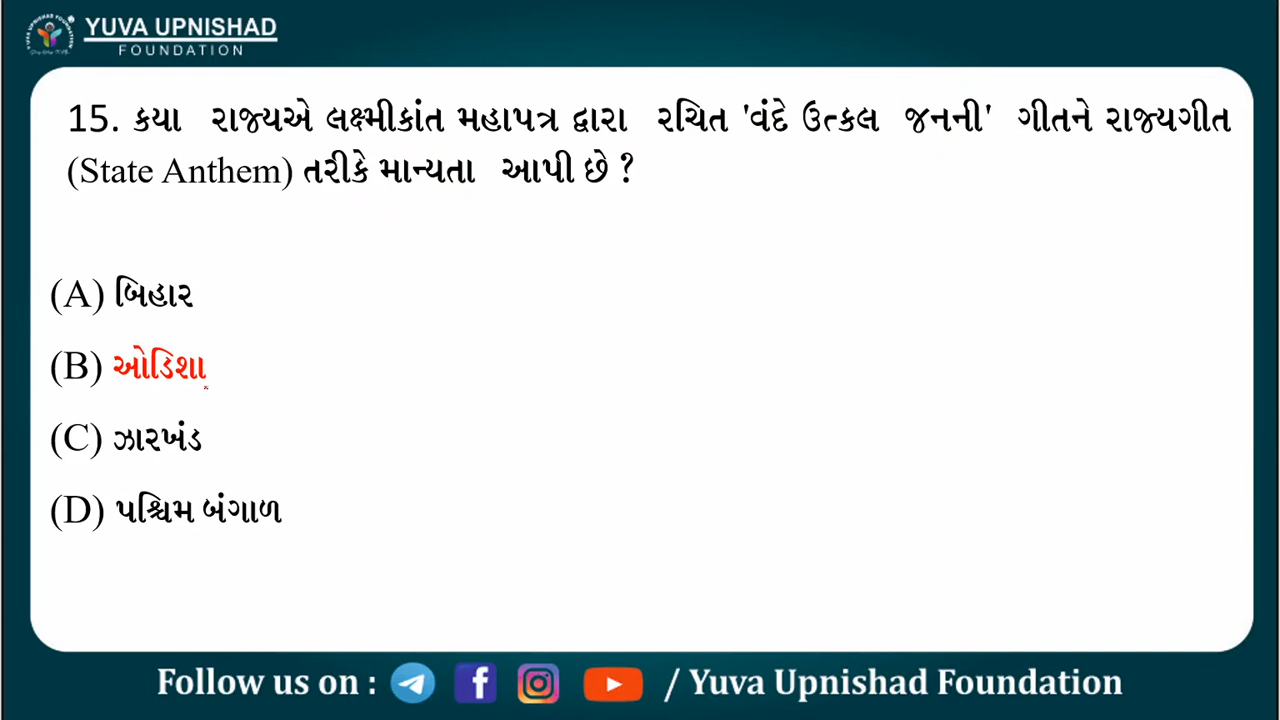 YUVA UPNISHAD
FOUNDATION
15. કયા રાજ્યએ લક્ષ્મીકાંત મહાપત્ર દ્વારા રચિત 'વંદે ઉત્કલ જનની' ગીતને રાજ્યગીત
(State Anthem) તરીકે માન્યતા આપી છે ?
(A) બિહાર
(B) ઓડિશા
(C) ઝારખંડ
(D) પશ્ચિમ બંગાળ
Follow us on : / Yuva Upnishad Foundation